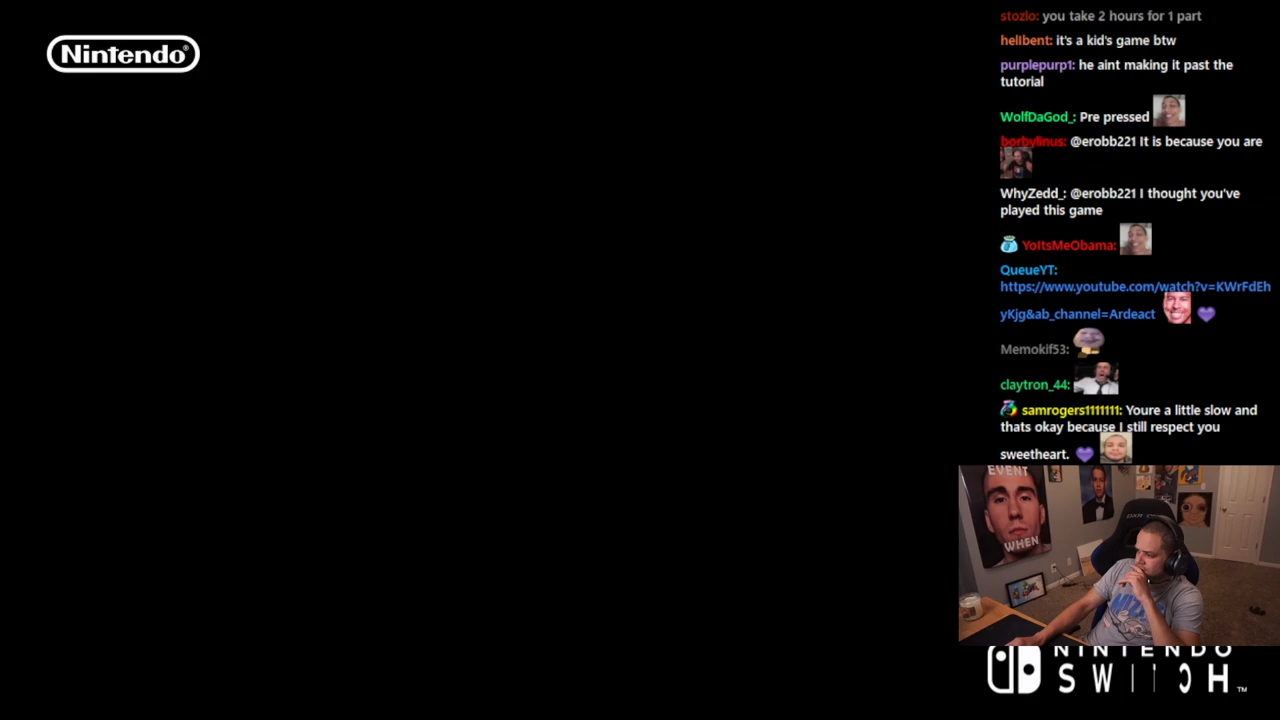 Nintendo®
stozlo: you take 2 hours for 1 part
hellbent: it's a kid's game btw
purplepurp1: he aint making it past the
tutorial
WolfDaGod_: Pre pressed
borbylinus: @erobb221 It is because you are
WhyZedd_: @erobb221 I thought you've
played this game
YoItsMeObama:
QueueYT:
https://www.youtube.com/watch?v=KWrFdEh
yKjg&ab_channel=Ardeact
Memokif53:
claytron_44:
samrogers1111111: Youre a little slow and
thats okay because I still respect you
sweetheart.
EVENT
WHEN
NINTENDO
SWITCH™